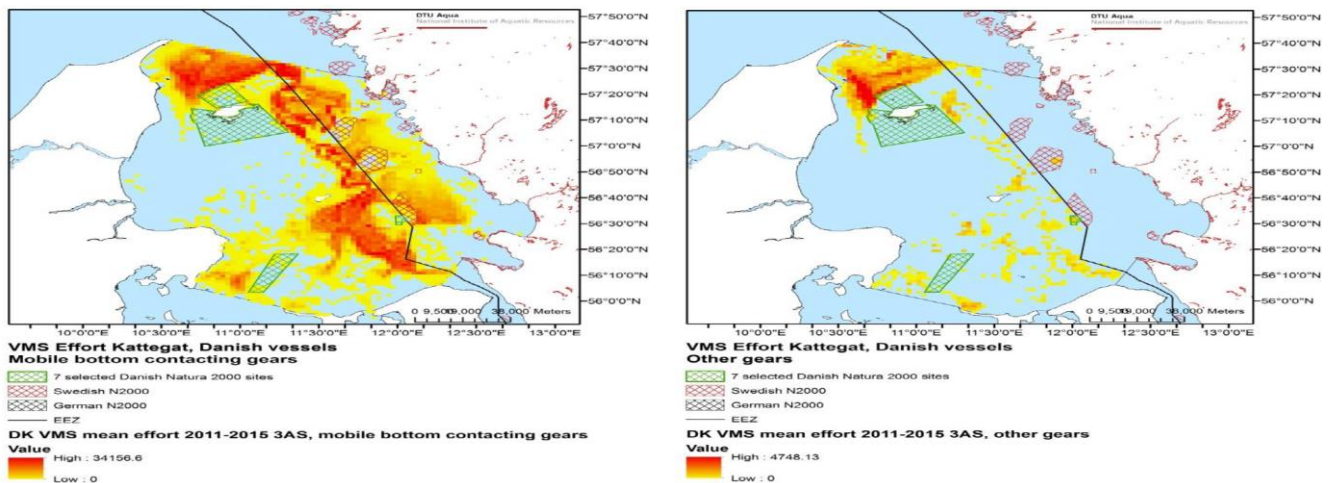 DTU Aqua
National Institute of Aquatic Resources
57°50'0"N
57°40'0"N
57°30'0"N
57°20'0"N
57°10'0"N
57°0'0"N
56°50'0"N
56°40'0"N
56°30'0"N
56°20'0"N
56°10'0"N
56°0'0"N
0 9,500 19,000 38,000 Meters
10°0'0"E 10°30'0"E 11°0'0"E 11°30'0"E 12°0'0"E 12°30'0"E 13°0'0"E
VMS Effort Kattegat, Danish vessels
Mobile bottom contacting gears
7 selected Danish Natura 2000 sites
Swedish N2000
German N2000
EEZ
DK VMS mean effort 2011-2015 3AS, mobile bottom contacting gears
Value
High : 34156.6
Low : 0
DTU Aqua
National Institute of Aquatic Resources
57°50'0"N
57°40'0"N
57°30'0"N
57°20'0"N
57°10'0"N
57°0'0"N
56°50'0"N
56°40'0"N
56°30'0"N
56°20'0"N
56°10'0"N
56°0'0"N
0 9,500 19,000 38,000 Meters
10°0'0"E 10°30'0"E 11°0'0"E 11°30'0"E 12°0'0"E 12°30'0"E 13°0'0"E
VMS Effort Kattegat, Danish vessels
Other gears
7 selected Danish Natura 2000 sites
Swedish N2000
German N2000
EEZ
DK VMS mean effort 2011-2015 3AS, other gears
Value
High : 4748.13
Low : 0